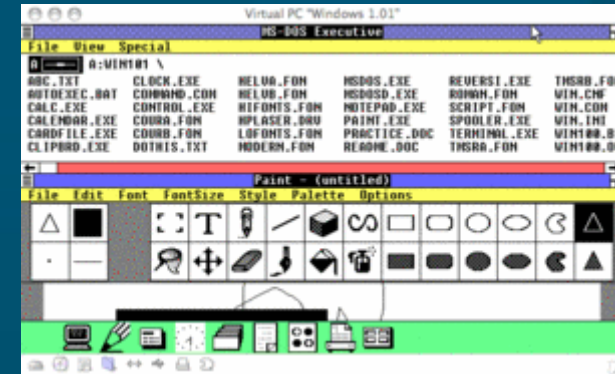 Virtual PC "Windows 1.01"
MS-DOS Executive
File View Special
A A:WIN101 \
ABC.TXT CLOCK.EXE HELVA.FON MSDOS.EXE REVERSI.EXE TMSRB.FO
AUTOEXEC.BAT COMMAND.COM HELVB.FON MSDOSD.EXE ROMAN.FON WIN.CNF
CALC.EXE CONTROL.EXE HIFONTS.FON NOTEPAD.EXE SCRIPT.FON WIN.COM
CALENDAR.EXE COURA.FON HPLASER.DRV PAINT.EXE SPOOLER.EXE WIN.INI
CARDFILE.EXE COURB.FON LOFONTS.FON PRACTICE.DOC TERMINAL.EXE WIN100.B
CLIPBRD.EXE DOTHIS.TXT MODERN.FON README.DOC TMSRA.FON WIN100.O
Paint - (untitled)
File Edit Font FontSize Style Palette Options
T